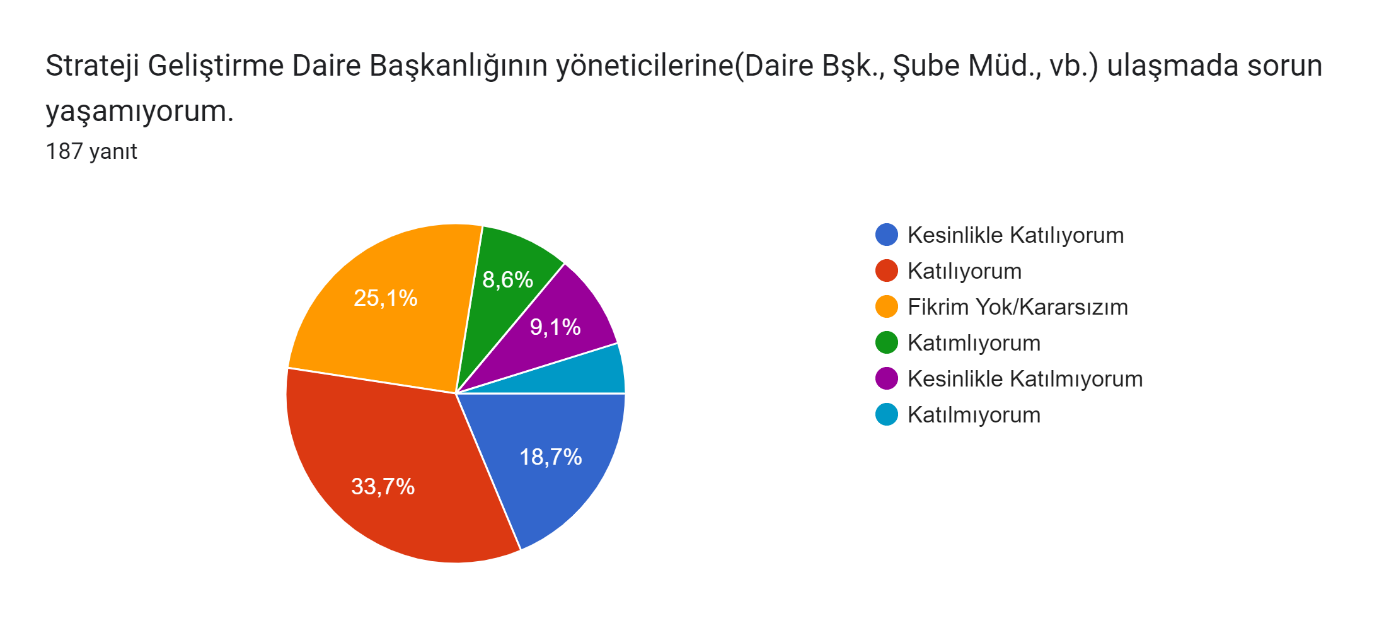 Strateji Geliştirme Daire Başkanlığının yöneticilerine(Daire Bşk., Şube Müd., vb.) ulaşmada sorun
yaşamıyorum.
187 yanıt
Kesinlikle Katılıyorum
Katılıyorum
Fikrim Yok/Kararsızım
Katımlıyorum
Kesinlikle Katılmıyorum
Katılmıyorum
8,6%
25,1%
9,1%
18,7%
33,7%